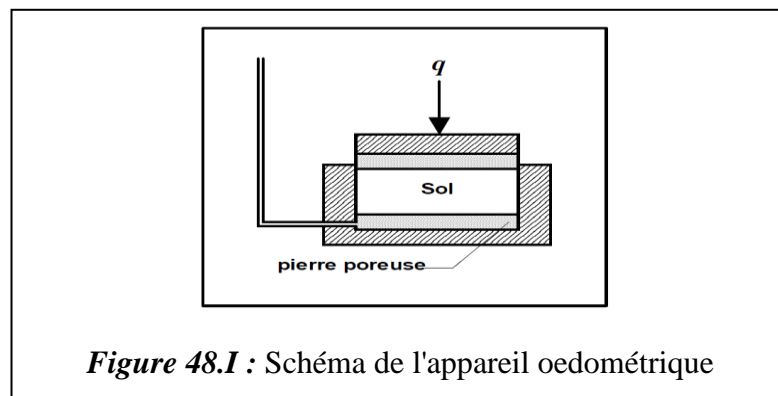 q
Sol
pierre poreuse
Figure 48.I : Schéma de l'appareil oedométrique